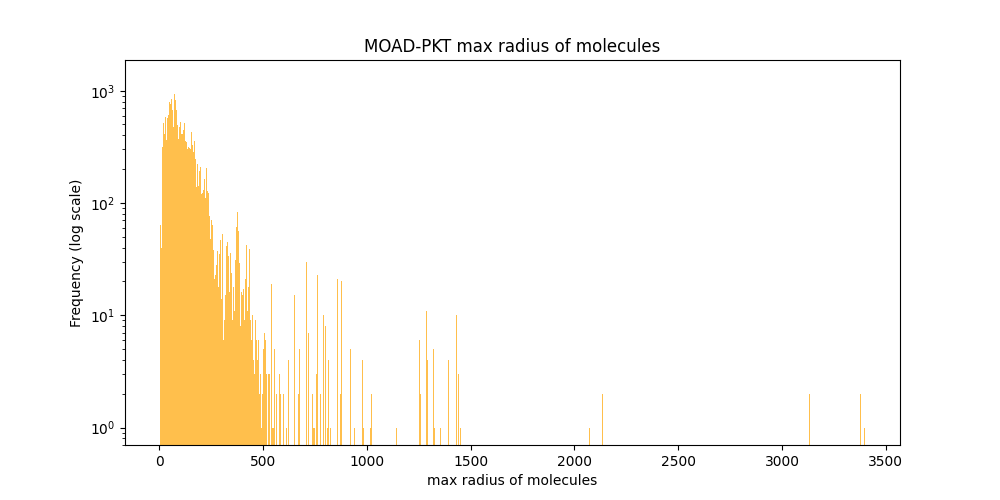 MOAD-PKT max radius of molecules
Frequency (log scale)
10³
10²
10¹
10⁰
0 500 1000 1500 2000 2500 3000 3500
max radius of molecules